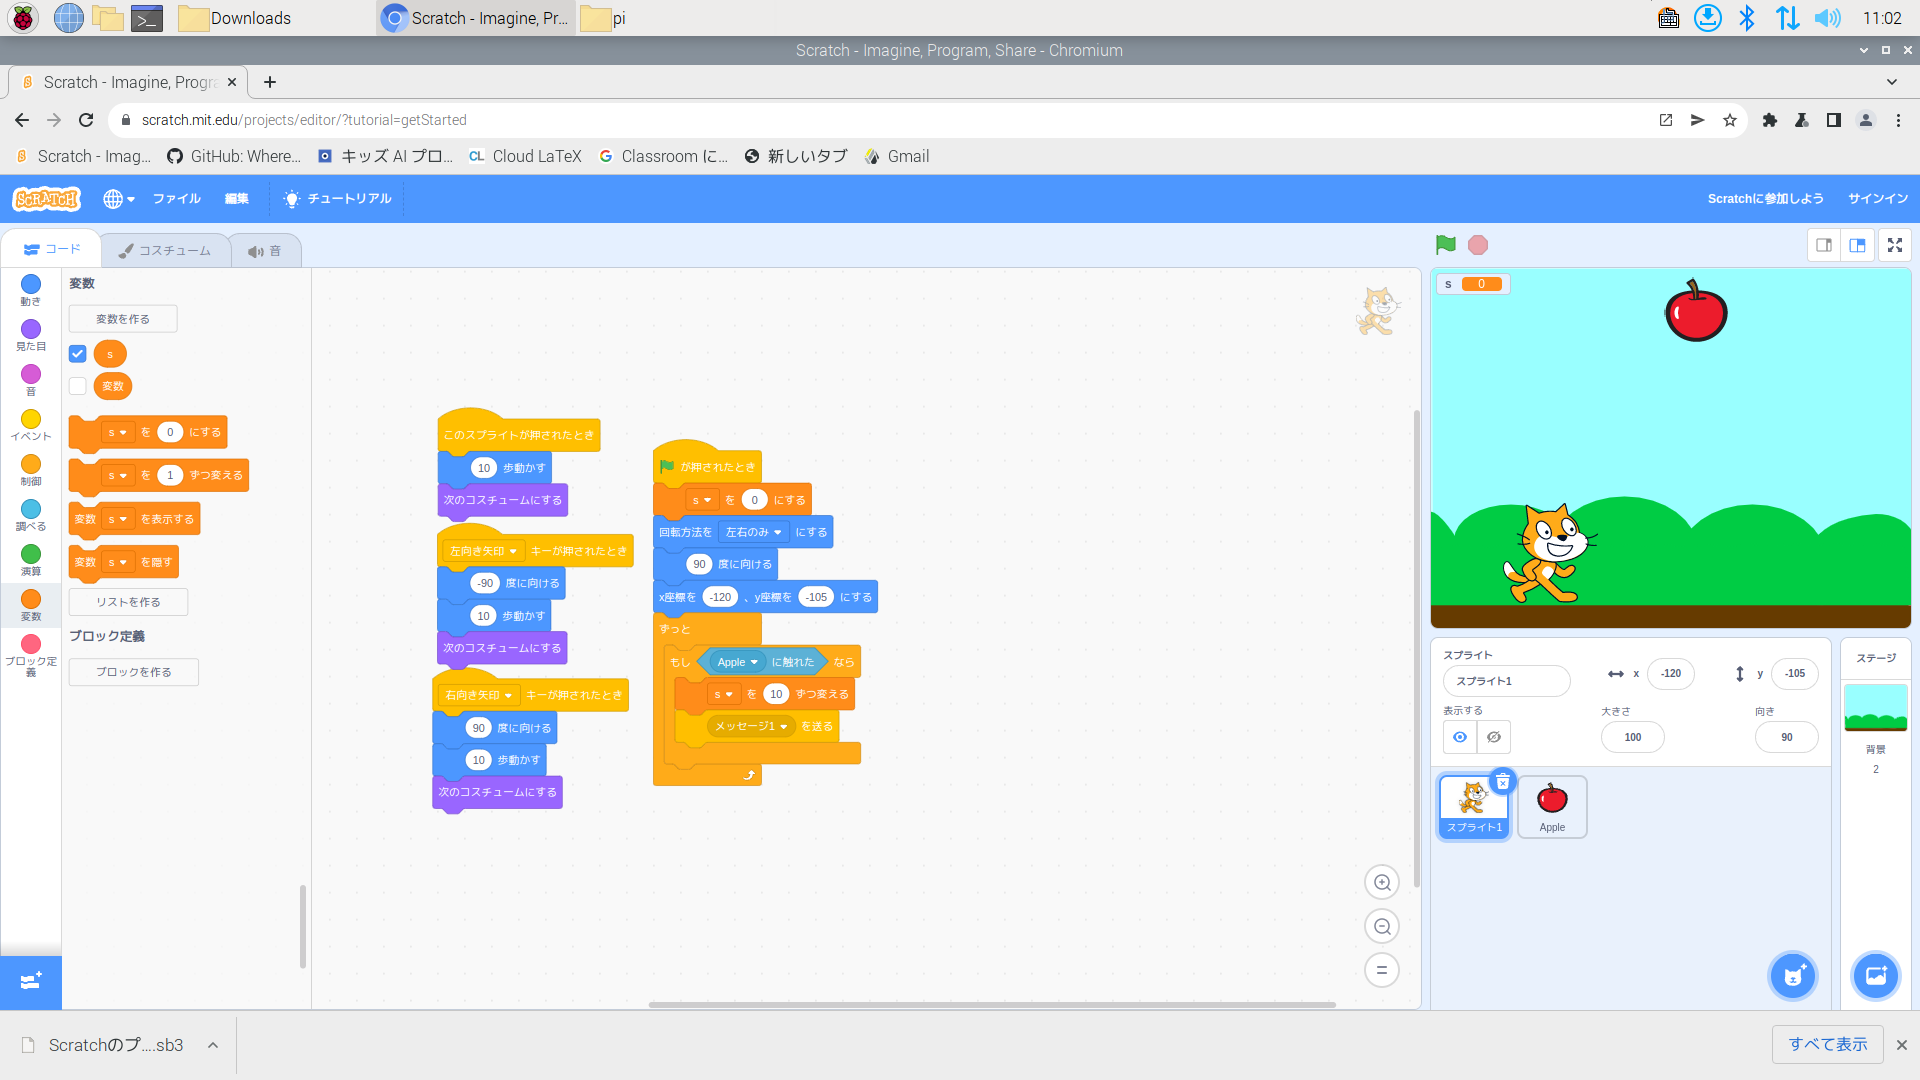 Downloads
Scratch - Imagine, Pr...
pi
11:02
Scratch - Imagine, Program, Share - Chromium
Scratch - Imagine, Progra
scratch.mit.edu/projects/editor/?tutorial=getStarted
Scratch - Imag...
GitHub: Where...
キッズ AI プロ...
CL Cloud LaTeX
Classroom に...
新しいタブ
Gmail
SCRATCH
ファイル
編集
チュートリアル
Scratchに参加しよう
サインイン
コード
コスチューム
音
動き
見た目
音
イベント
制御
調べる
演算
変数
ブロック定義
変数
変数を作る
s
変数
s を 0 にする
s を 1 ずつ変える
変数 s を表示する
変数 s を隠す
リストを作る
ブロック定義
ブロックを作る
このスプライトが押されたとき
10 歩動かす
次のコスチュームにする
左向き矢印 キーが押されたとき
-90 度に向ける
10 歩動かす
次のコスチュームにする
右向き矢印 キーが押されたとき
90 度に向ける
10 歩動かす
次のコスチュームにする
が押されたとき
s を 0 にする
回転方法を 左右のみ にする
90 度に向ける
x座標を -120 、y座標を -105 にする
ずっと
もし Apple に触れた なら
s を 10 ずつ変える
メッセージ1 を送る
s 0
スプライト
スプライト1
x -120
y -105
表示する
大きさ
100
向き
90
スプライト1
Apple
ステージ
背景
2
Scratchのプ....sb3
すべて表示